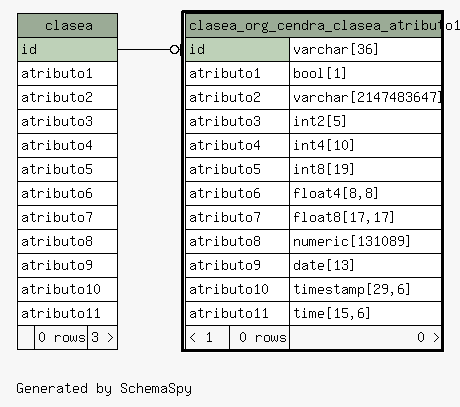 clasea
id
atributo1
atributo2
atributo3
atributo4
atributo5
atributo6
atributo7
atributo8
atributo9
atributo10
atributo11
0 rows 3 >
clasea_org_cendra_clasea_atributo1
id varchar[36]
atributo1 bool[1]
atributo2 varchar[2147483647]
atributo3 int2[5]
atributo4 int4[10]
atributo5 int8[19]
atributo6 float4[8,8]
atributo7 float8[17,17]
atributo8 numeric[131089]
atributo9 date[13]
atributo10 timestamp[29,6]
atributo11 time[15,6]
< 1 0 rows 0 >
Generated by SchemaSpy